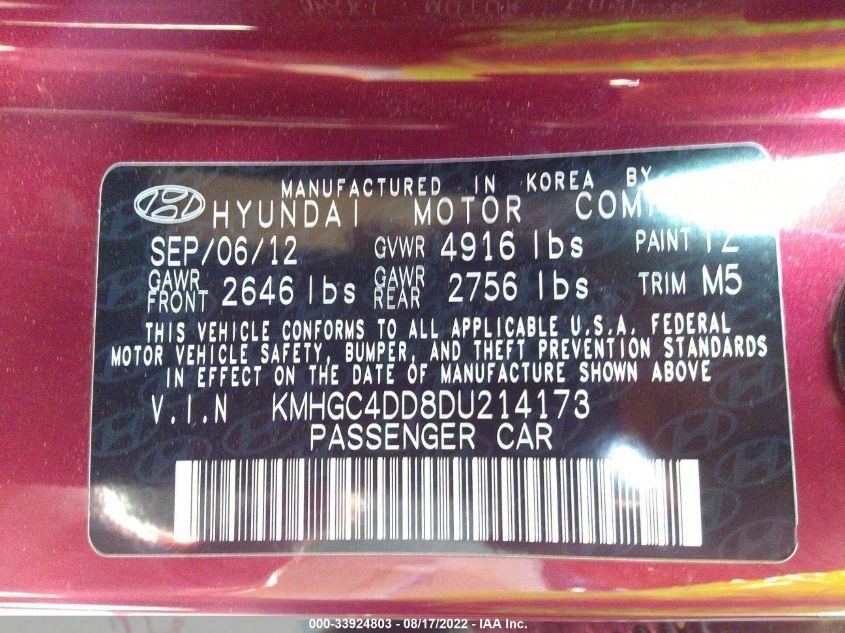 MANUFACTURED IN KOREA BY
HYUNDAI MOTOR
SEP/06/12 GVWR 4916 lbs PAINT
GAWR FRONT 2646 lbs GAWR REAR 2756 lbs TRIM M5
THIS VEHICLE CONFORMS TO ALL APPLICABLE U.S.A. FEDERAL
MOTOR VEHICLE SAFETY, BUMPER, AND THEFT PREVENTION STANDARDS
IN EFFECT ON THE DATE OF MANUFACTURE SHOWN ABOVE
V.I.N KMHGC4DD8DU214173
PASSENGER CAR
000-33924803 - 08/17/2022 - IAA Inc.